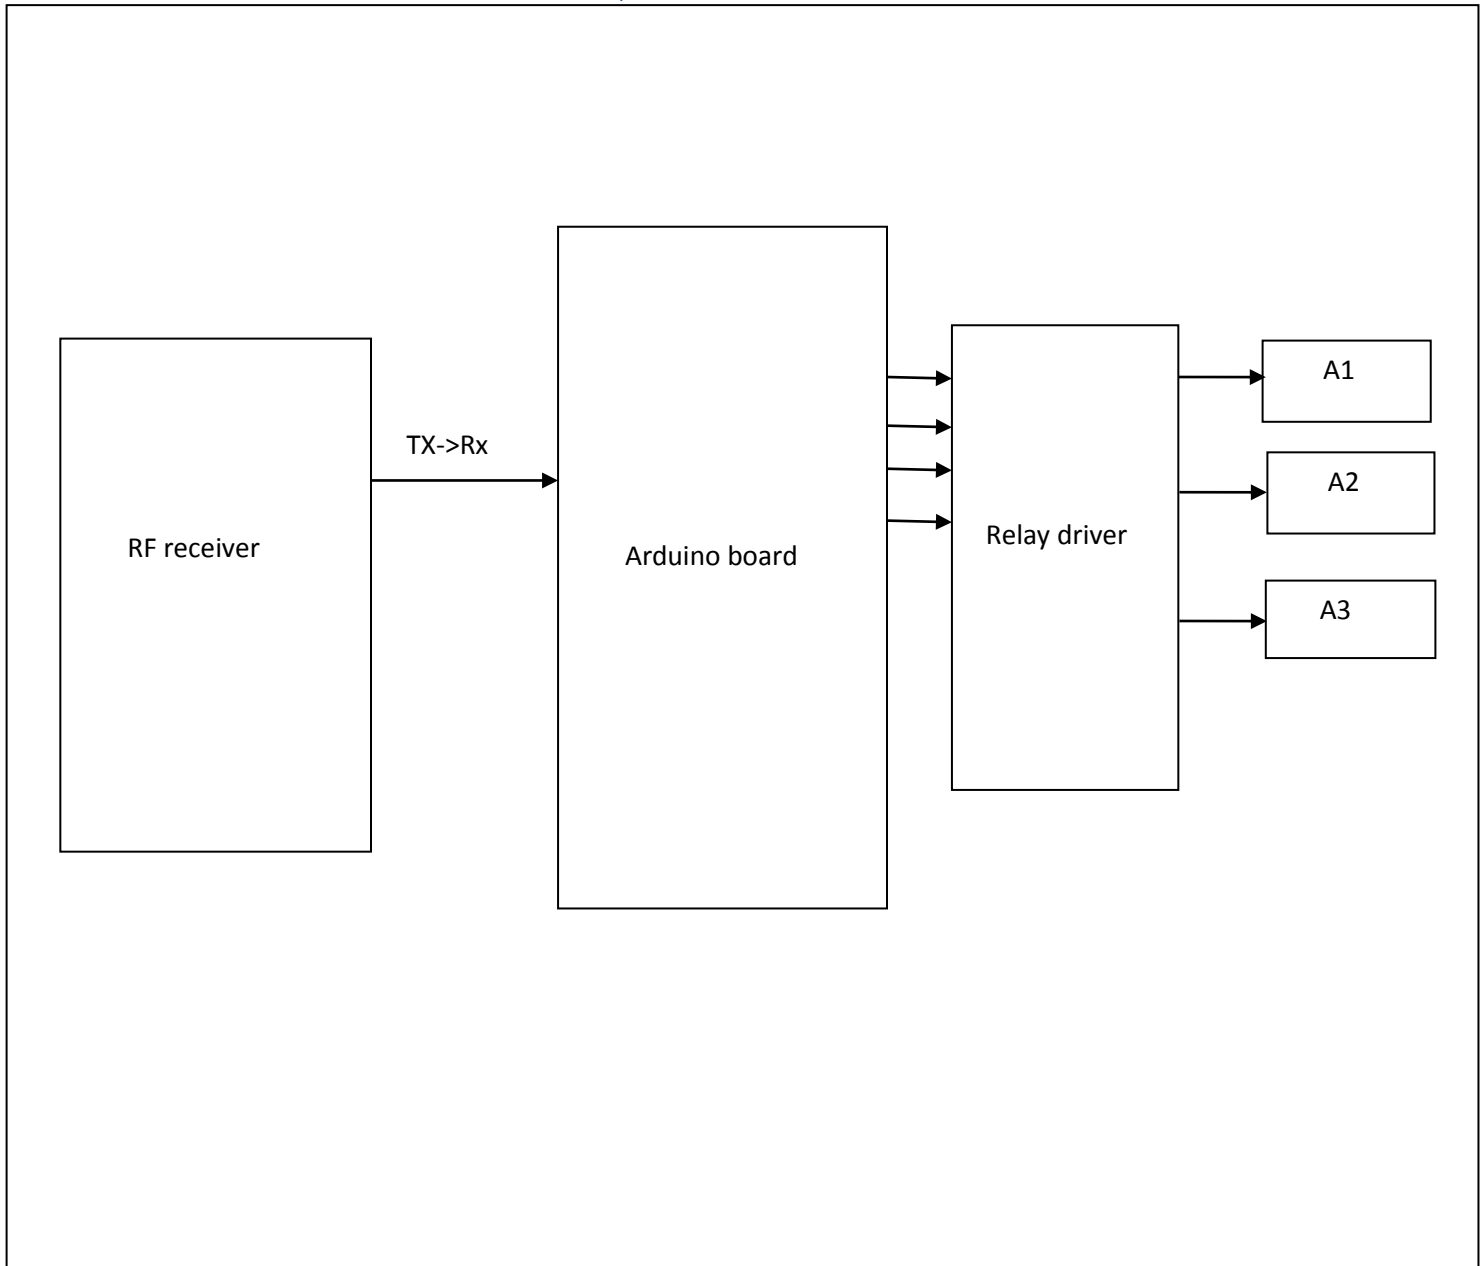 TX->Rx
RF receiver
Arduino board
Relay driver
A1
A2
A3